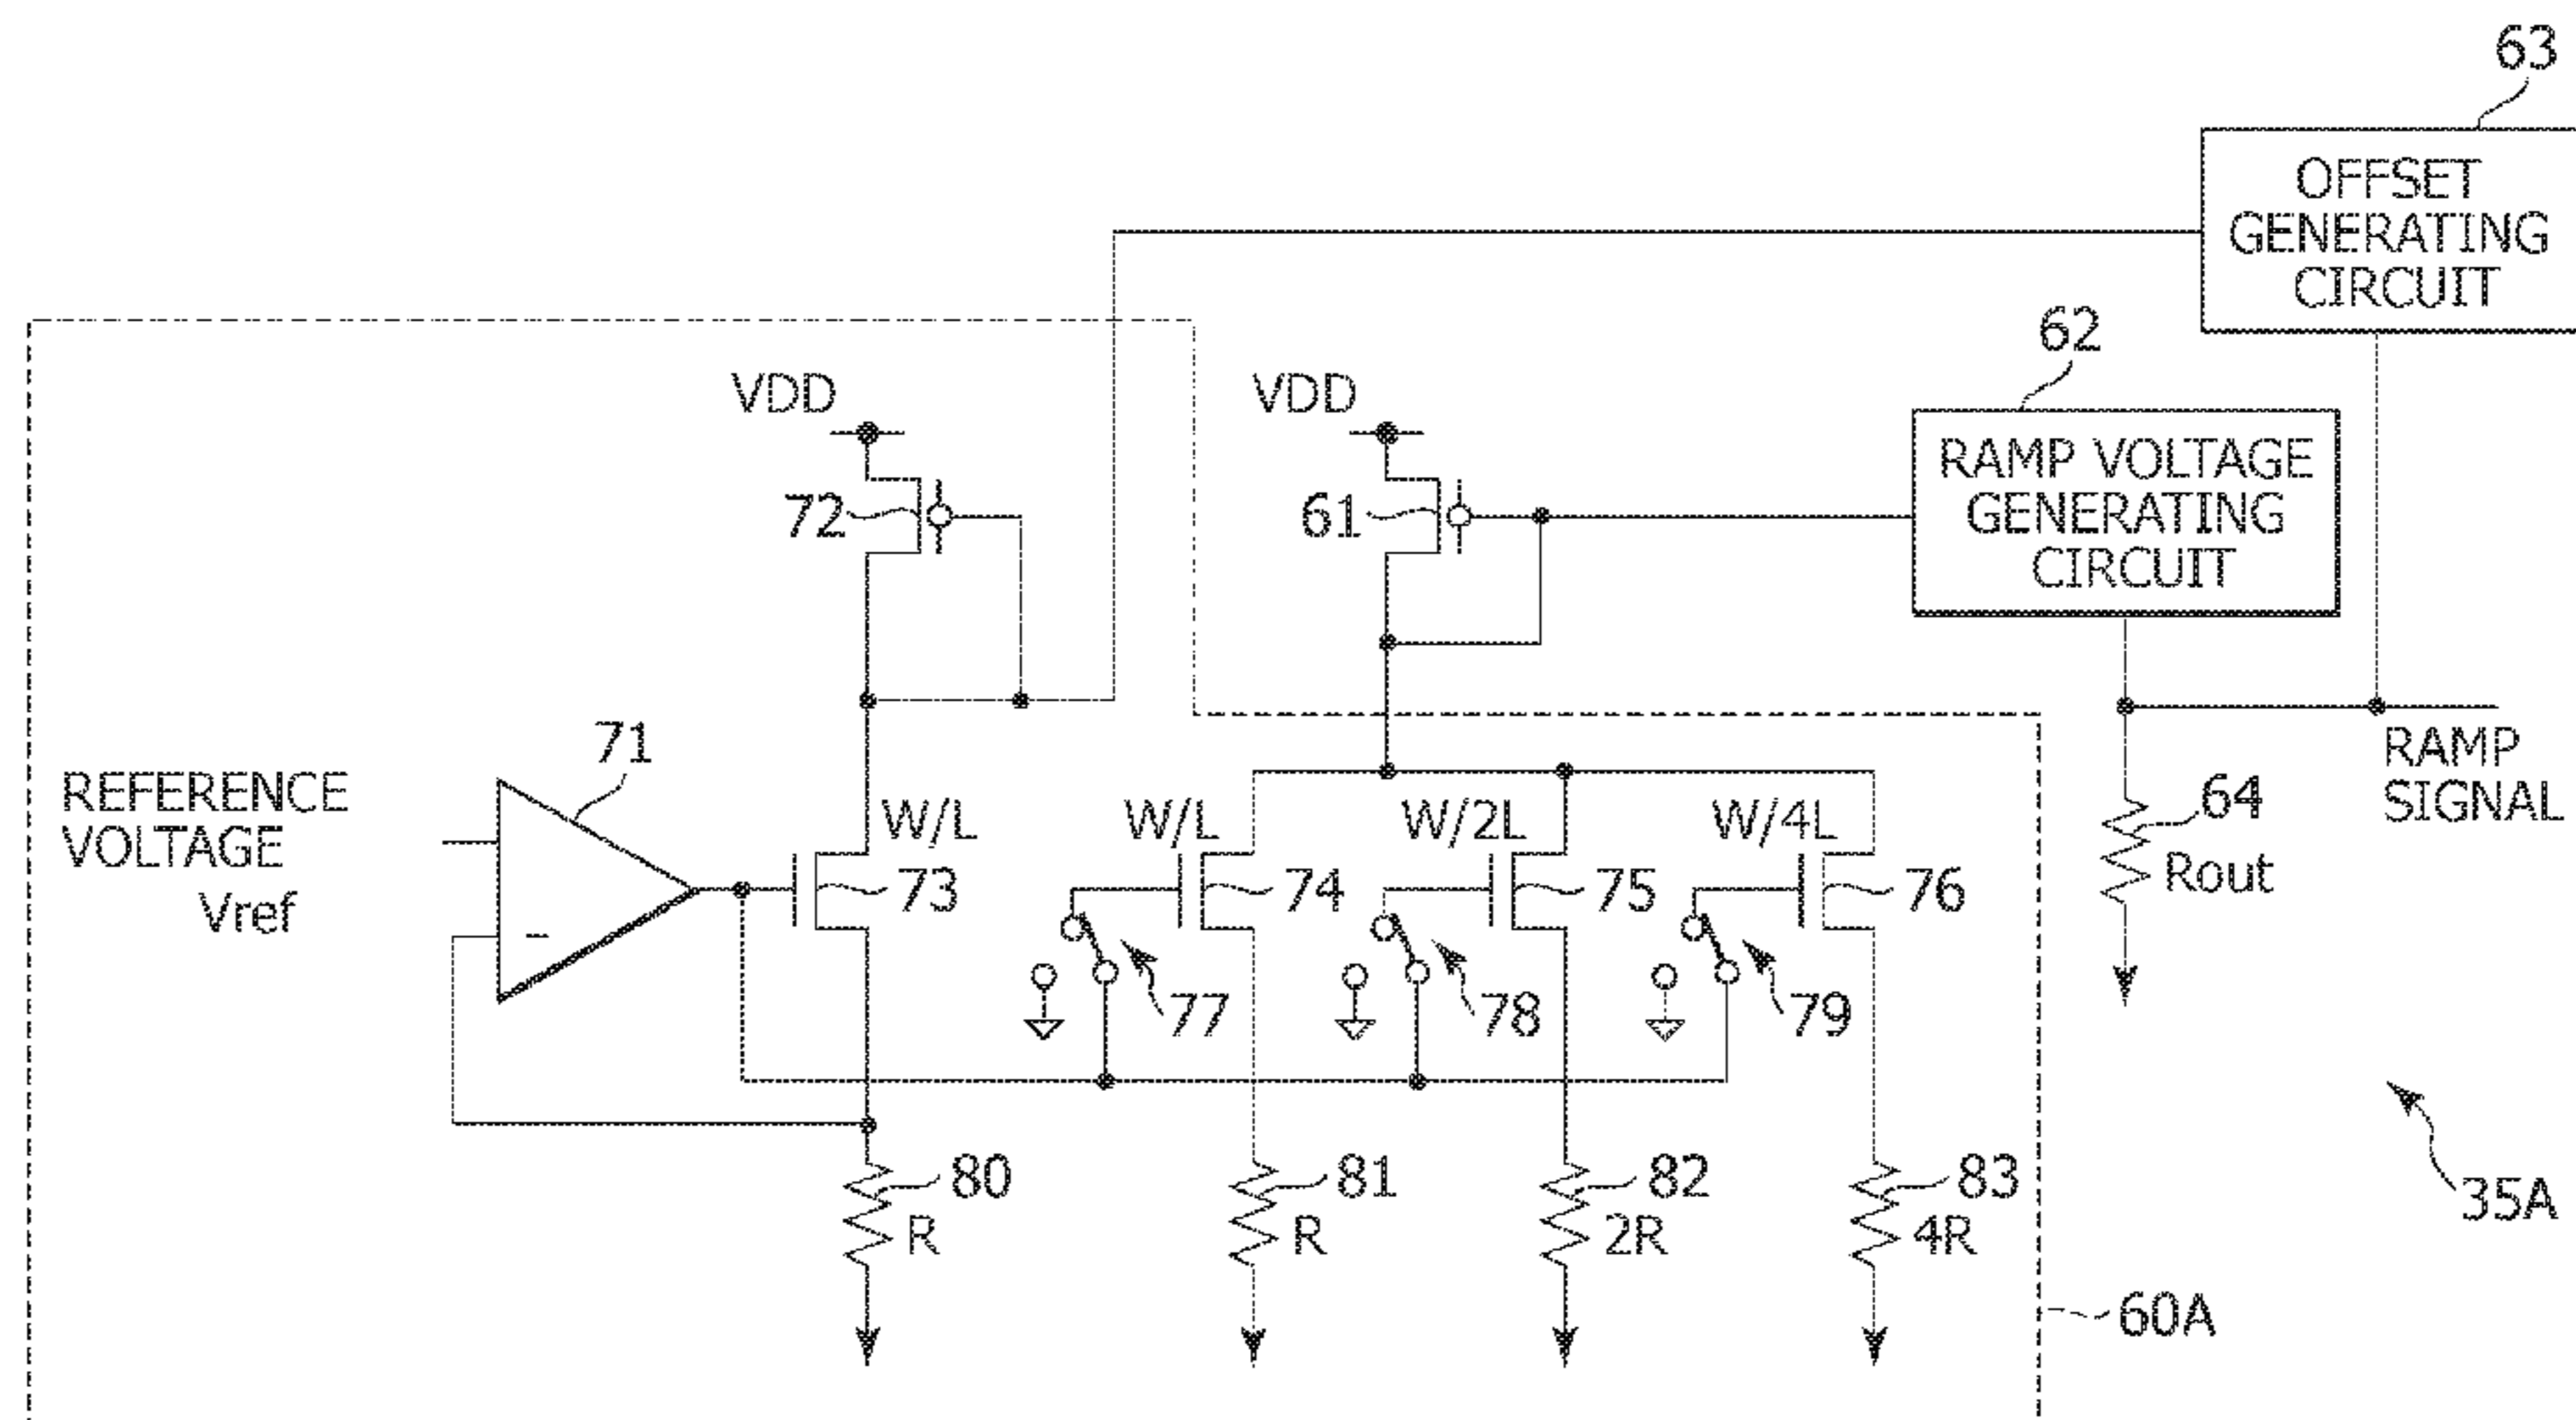 63
OFFSET
GENERATING
CIRCUIT
62
VDD
VDD
RAMP VOLTAGE
GENERATING
CIRCUIT
72
61
71
REFERENCE
VOLTAGE
Vref
−
W/L
73
W/L
74
W/2L
75
W/4L
76
64
Rout
RAMP
SIGNAL
77
78
79
80
R
81
R
82
2R
83
4R
35A
60A